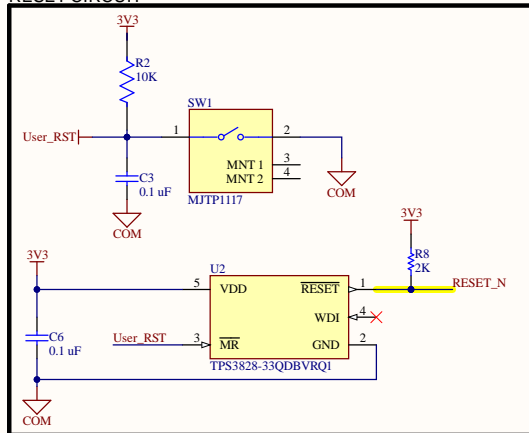 3V3
R2
10K
SW1
User_RST
1
2
MNT 1
3
MNT 2
4
C3
0.1 uF
MJTP1117
COM
COM
3V3
3V3
U2
R8
2K
5
VDD
RESET
1
RESET_N
WDI
4
C6
0.1 uF
User_RST
3
MR
GND
2
TPS3828-33QDBVRQ1
COM